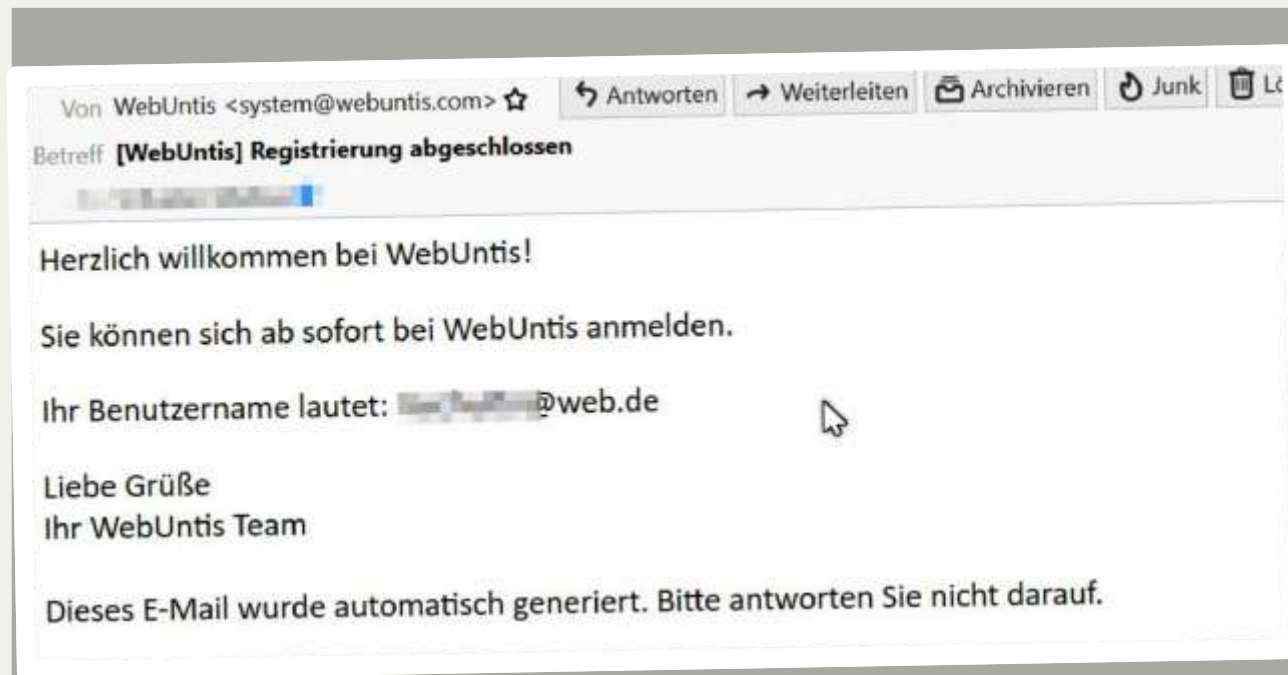 Von WebUntis <system@webuntis.com> Antworten Weiterleiten Archivieren Junk
Betreff [WebUntis] Registrierung abgeschlossen
Herzlich willkommen bei WebUntis!
Sie können sich ab sofort bei WebUntis anmelden.
Ihr Benutzername lautet: @web.de
Liebe Grüße
Ihr WebUntis Team
Dieses E-Mail wurde automatisch generiert. Bitte antworten Sie nicht darauf.